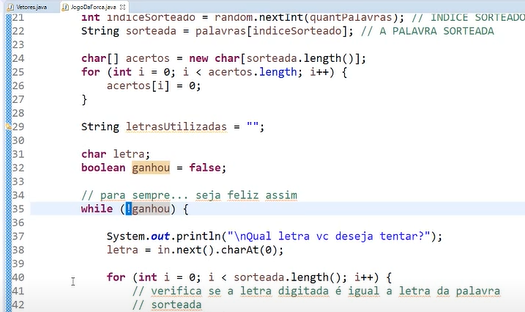 Vetores.java JogoDaForca.java
21 int indiceSorteado = random.nextInt(quantPalavras); // INDICE SORTEADO
22 String sorteada = palavras[indiceSorteado]; // A PALAVRA SORTEADA
23
24 char[] acertos = new char[sorteada.length()];
25 for (int i = 0; i < acertos.length; i++) {
26 acertos[i] = 0;
27 }
28
29 String letrasUtilizadas = "";
30
31 char letra;
32 boolean ganhou = false;
33
34 // para sempre... seja feliz assim
35 while (!ganhou) {
36
37 System.out.println("\nQual letra vc deseja tentar?");
38 letra = in.next().charAt(0);
39
40 for (int i = 0; i < sorteada.length(); i++) {
41 // verifica se a letra digitada é igual a letra da palavra
42 // sorteada